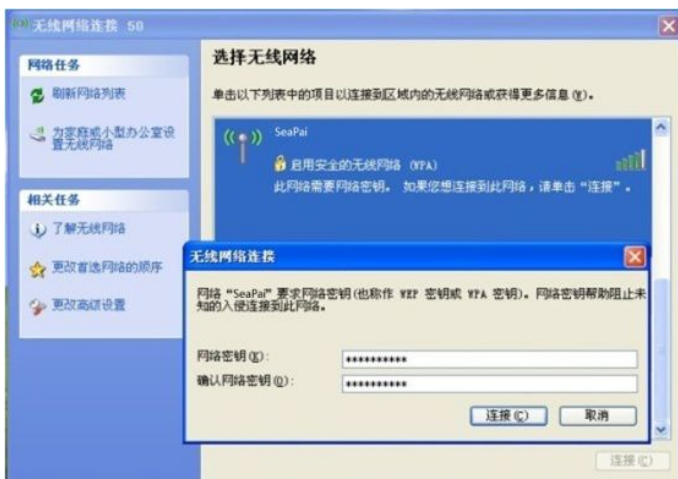 无线网络连接 50
网络任务
刷新网络列表
为家庭或小型办公室设
置无线网络
相关任务
了解无线网络
更改首选网络的顺序
更改高级设置
选择无线网络
单击以下列表中的项目以连接到区域内的无线网络或获得更多信息(W)。
SeaPai
启用安全的无线网络 (WPA)
此网络需要网络密钥。 如果您想连接到此网络，请单击“连接”。
无线网络连接
网络“SeaPai”要求网络密钥(也称作 WEP 密钥或 WPA 密钥)。网络密钥帮助阻止未
知的入侵连接到此网络。
网络密钥(K): **********
确认网络密钥(O): **********
连接(C) 取消
连接(C)